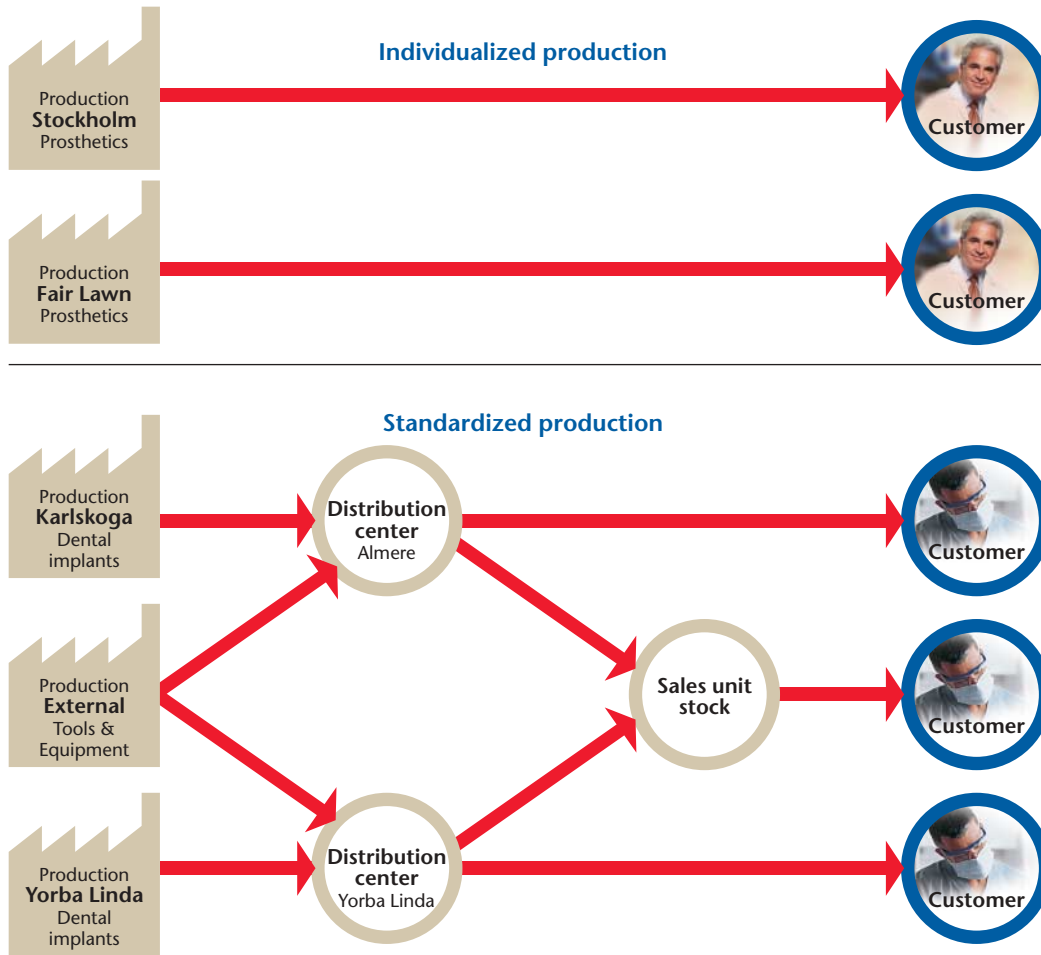 Individualized production
Production
Stockholm
Prosthetics
Customer
Production
Fair Lawn
Prosthetics
Customer
Standardized production
Production
Karlskoga
Dental
implants
Distribution
center
Almere
Customer
Production
External
Tools &
Equipment
Sales unit
stock
Customer
Production
Yorba Linda
Dental
implants
Distribution
center
Yorba Linda
Customer